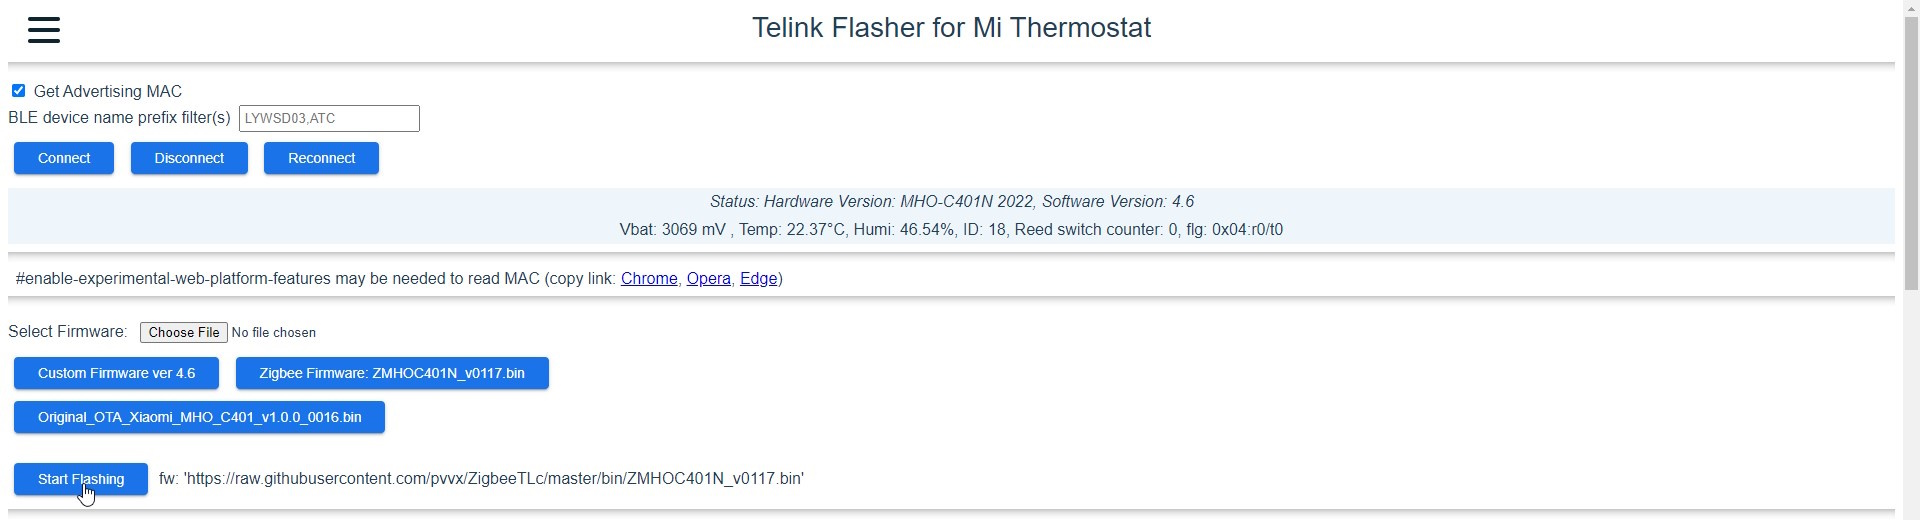 Telink Flasher for Mi Thermostat
Get Advertising MAC
BLE device name prefix filter(s) LYWSD03,ATC
Connect Disconnect Reconnect
Status: Hardware Version: MHO-C401N 2022, Software Version: 4.6
Vbat: 3069 mV , Temp: 22.37°C, Humi: 46.54%, ID: 18, Reed switch counter: 0, flg: 0x04:r0/t0
#enable-experimental-web-platform-features may be needed to read MAC (copy link: Chrome, Opera, Edge)
Select Firmware: Choose File No file chosen
Custom Firmware ver 4.6 Zigbee Firmware: ZMHOC401N_v0117.bin
Original_OTA_Xiaomi_MHO_C401_v1.0.0_0016.bin
Start Flashing fw: 'https://raw.githubusercontent.com/pvvx/ZigbeeTLc/master/bin/ZMHOC401N_v0117.bin'